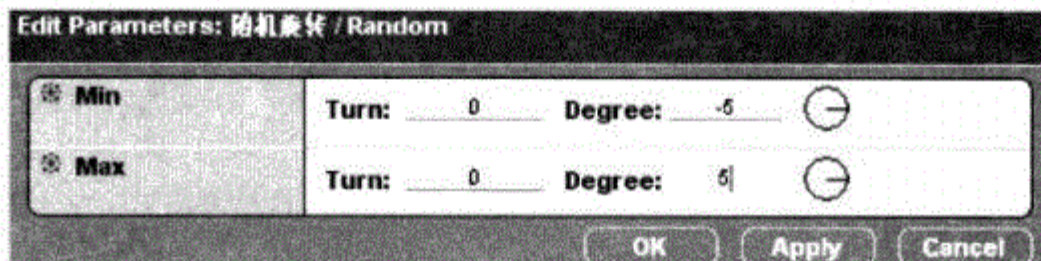 Edit Parameters: 随机旋转 / Random
Min Turn: 0 Degree: -5
Max Turn: 0 Degree: 5
OK Apply Cancel